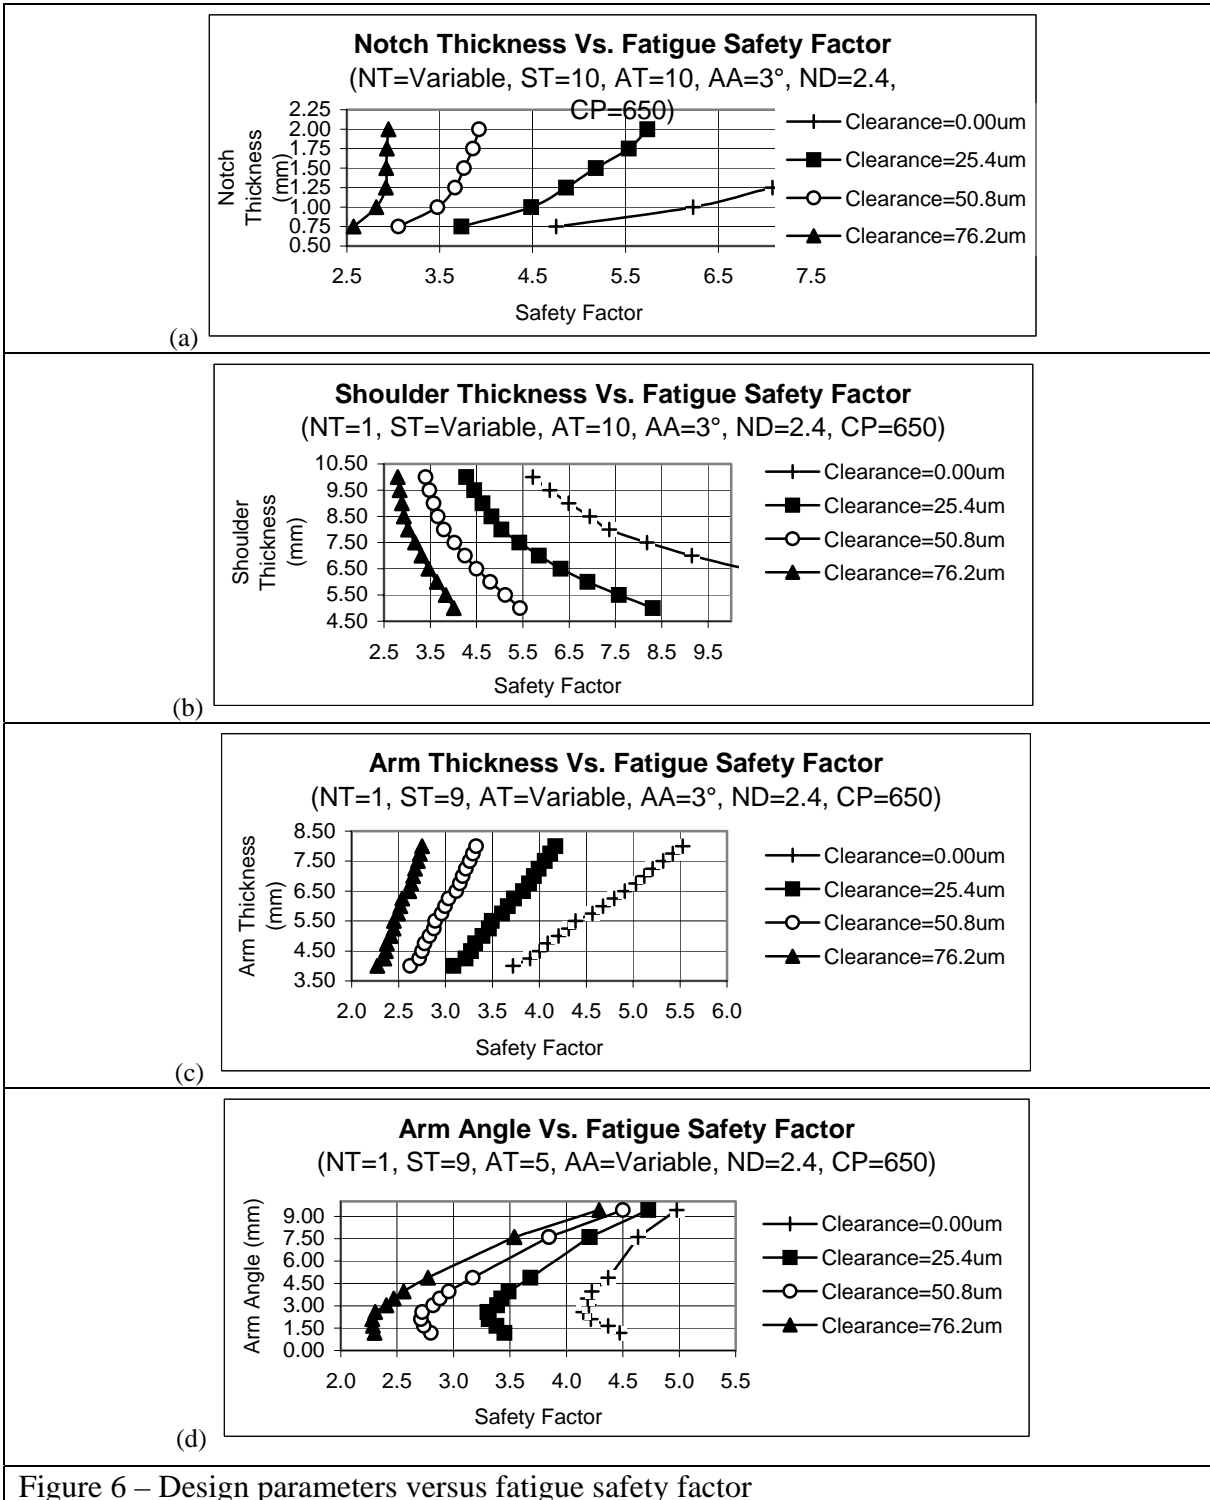 Notch Thickness Vs. Fatigue Safety Factor
(NT=Variable, ST=10, AT=10, AA=3°, ND=2.4,
CP=650)
Notch
Thickness
(mm)
2.25
2.00
1.75
1.50
1.25
1.00
0.75
0.50
2.5 3.5 4.5 5.5 6.5 7.5
Safety Factor
Clearance=0.00um
Clearance=25.4um
Clearance=50.8um
Clearance=76.2um
(a)
Shoulder Thickness Vs. Fatigue Safety Factor
(NT=1, ST=Variable, AT=10, AA=3°, ND=2.4, CP=650)
Shoulder
Thickness
(mm)
10.50
9.50
8.50
7.50
6.50
5.50
4.50
2.5 3.5 4.5 5.5 6.5 7.5 8.5 9.5
Safety Factor
Clearance=0.00um
Clearance=25.4um
Clearance=50.8um
Clearance=76.2um
(b)
Arm Thickness Vs. Fatigue Safety Factor
(NT=1, ST=9, AT=Variable, AA=3°, ND=2.4, CP=650)
Arm Thickness
(mm)
8.50
7.50
6.50
5.50
4.50
3.50
2.0 2.5 3.0 3.5 4.0 4.5 5.0 5.5 6.0
Safety Factor
Clearance=0.00um
Clearance=25.4um
Clearance=50.8um
Clearance=76.2um
(c)
Arm Angle Vs. Fatigue Safety Factor
(NT=1, ST=9, AT=5, AA=Variable, ND=2.4, CP=650)
Arm Angle (mm)
9.00
7.50
6.00
4.50
3.00
1.50
0.00
2.0 2.5 3.0 3.5 4.0 4.5 5.0 5.5
Safety Factor
Clearance=0.00um
Clearance=25.4um
Clearance=50.8um
Clearance=76.2um
(d)
Figure 6 – Design parameters versus fatigue safety factor